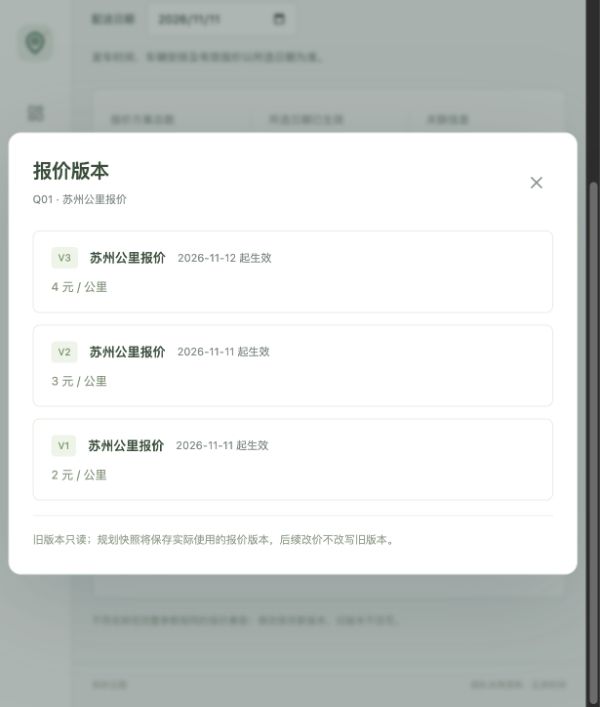 配送日期 2026/11/11
报价版本
Q01 · 苏州公里报价
V3 苏州公里报价 2026-11-12 起生效
4 元 / 公里
V2 苏州公里报价 2026-11-11 起生效
3 元 / 公里
V1 苏州公里报价 2026-11-11 起生效
2 元 / 公里
旧版本只读；规划快照将保存实际使用的报价版本，后续改价不改写旧版本。